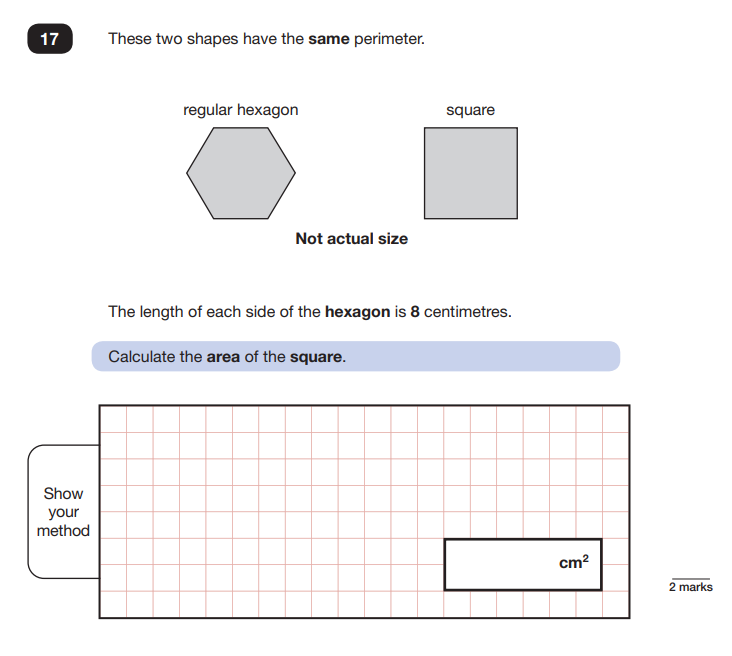 17 These two shapes have the same perimeter.
regular hexagon square
Not actual size
The length of each side of the hexagon is 8 centimetres.
Calculate the area of the square.
Show
your
method
cm²
2 marks